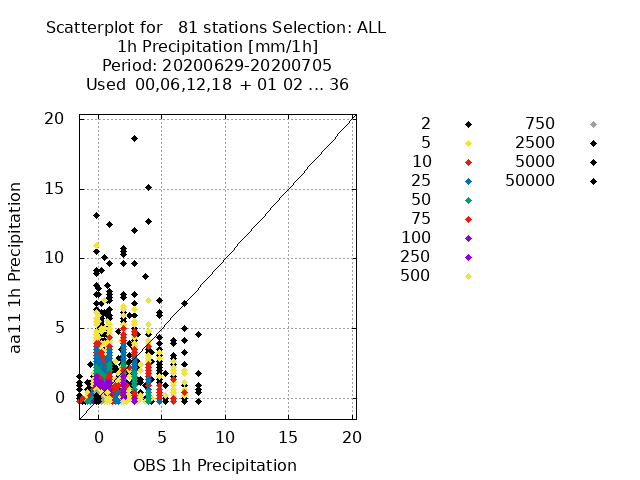 Scatterplot for   81 stations Selection: ALL
1h Precipitation [mm/1h]
Period: 20200629-20200705
Used  00,06,12,18 + 01 02 ... 36
20
15
10
5
0
0 5 10 15 20
aa11 1h Precipitation
OBS 1h Precipitation
2
5
10
25
50
75
100
250
500
750
2500
5000
50000